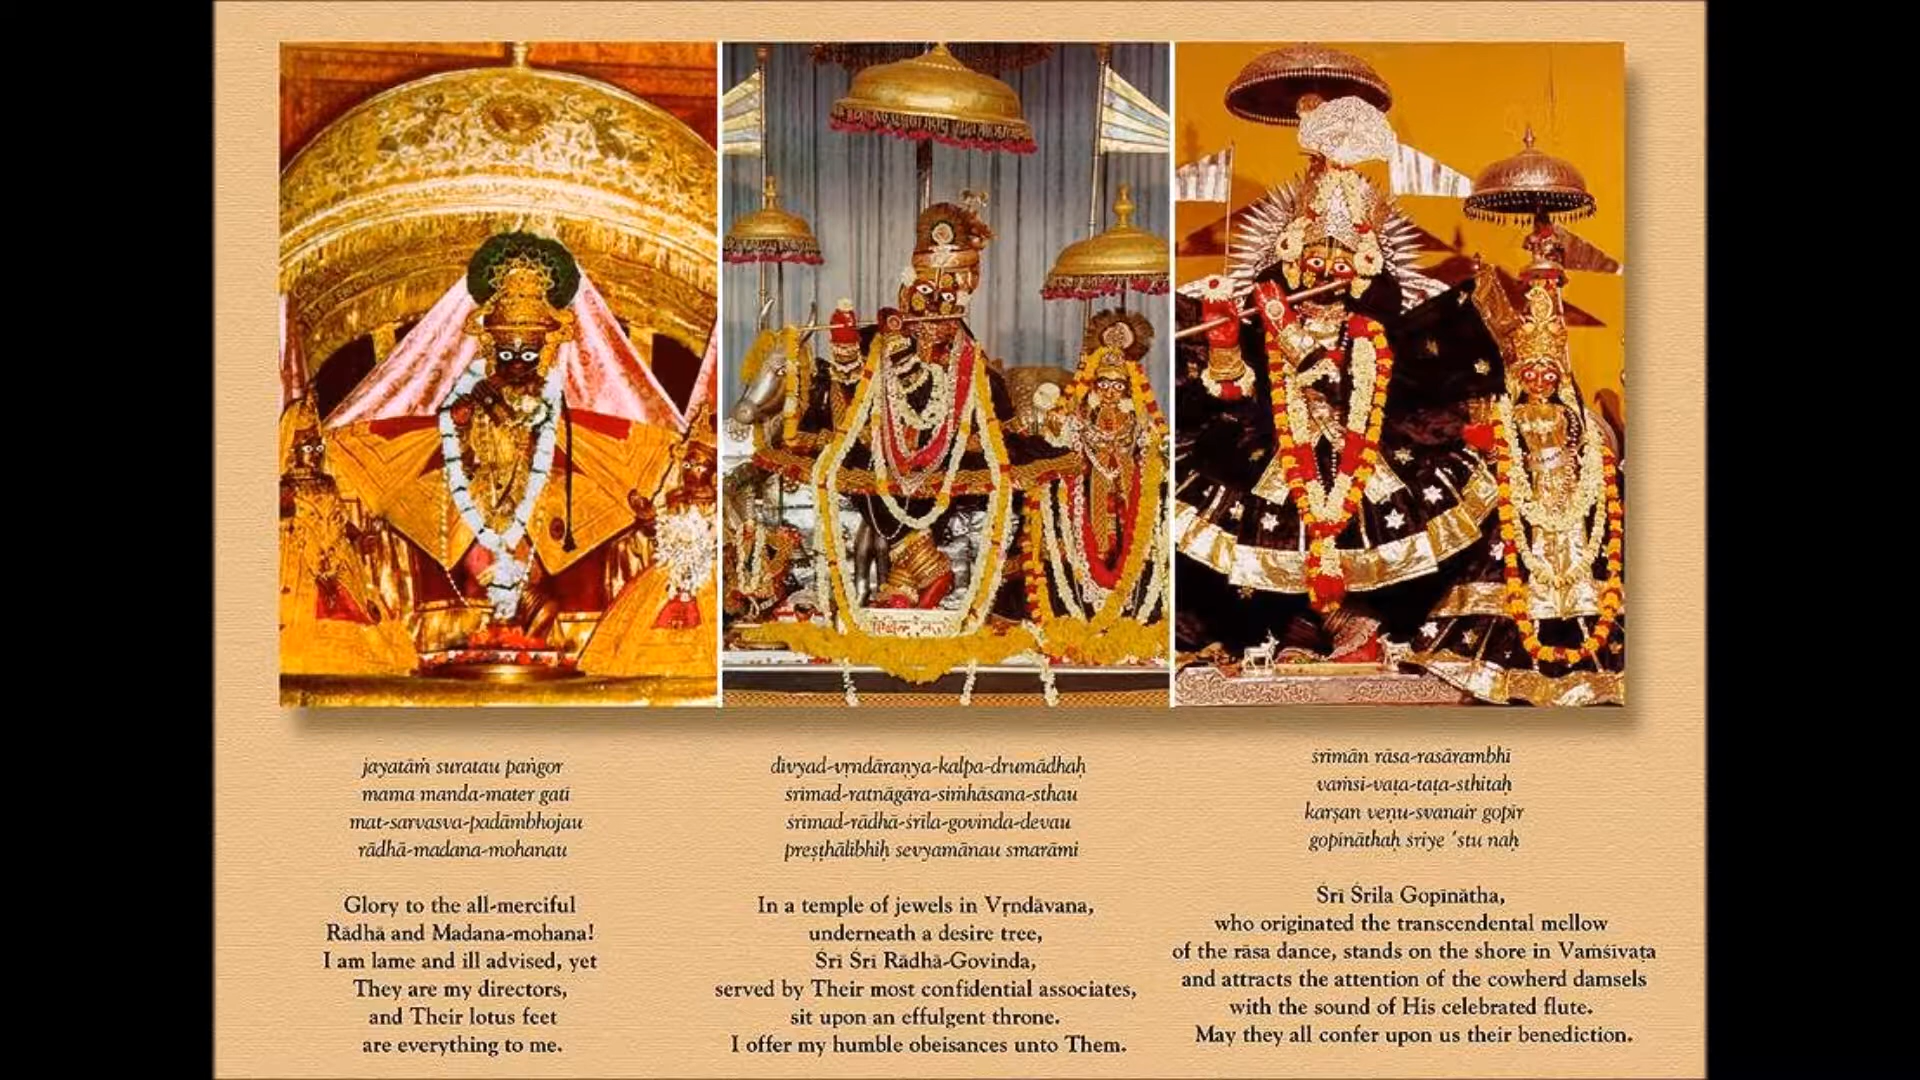 jayatāṁ suratau paṅgor
mama manda-mater gatī
mat-sarvasva-padāmbhojau
rādhā-madana-mohanau
Glory to the all-merciful
Rādhā and Madana-mohana!
I am lame and ill advised, yet
They are my directors,
and Their lotus feet
are everything to me.
divyad-vṛndāraṇya-kalpa-drumādhaḥ
śrīmad-ratnāgāra-siṁhāsana-sthau
śrīmad-rādhā-śrīla-govinda-devau
preṣṭhālībhiḥ sevyamānau smarāmi
In a temple of jewels in Vṛndāvana,
underneath a desire tree,
Śrī Śrī Rādhā-Govinda,
served by Their most confidential associates,
sit upon an effulgent throne.
I offer my humble obeisances unto Them.
śrīmān rāsa-rasārambhī
vaṁśī-vaṭa-taṭa-sthitaḥ
karṣan veṇu-svanair gopīr
gopīnāthaḥ śriye 'stu naḥ
Śrī Śrīla Gopīnātha,
who originated the transcendental mellow
of the rāsa dance, stands on the shore in Vaṁśīvaṭa
and attracts the attention of the cowherd damsels
with the sound of His celebrated flute.
May they all confer upon us their benediction.